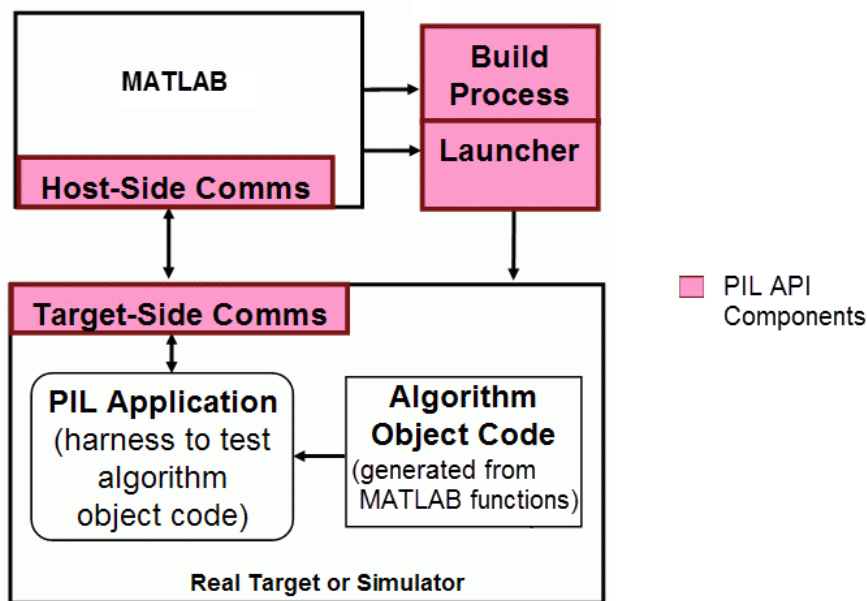 MATLAB
Build
Process
Launcher
Host-Side Comms
Target-Side Comms
PIL Application
(harness to test
algorithm
object code)
Algorithm
Object Code
(generated from
MATLAB functions)
Real Target or Simulator
PIL API
Components